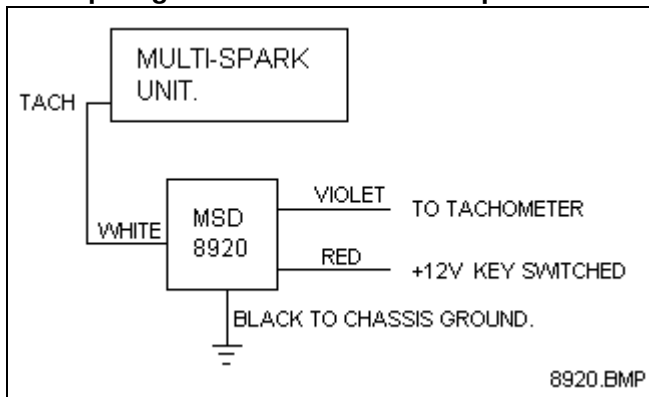 MULTI-SPARK
UNIT.
TACH
VIOLET
TO TACHOMETER
MSD
8920
WHITE
RED
+12V KEY SWITCHED
BLACK TO CHASSIS GROUND.
8920.BMP